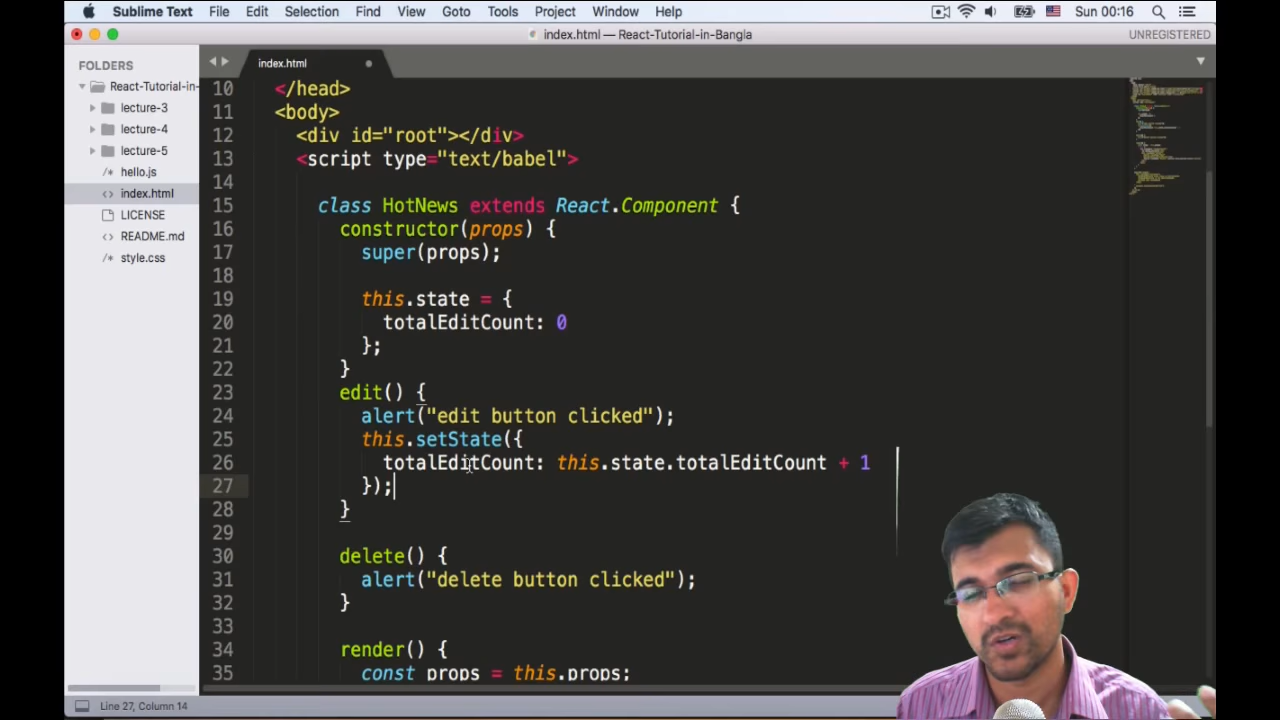 Sublime Text File Edit Selection Find View Goto Tools Project Window Help Sun 00:16
index.html — React-Tutorial-in-Bangla UNREGISTERED
FOLDERS
React-Tutorial-in-
lecture-3
lecture-4
lecture-5
hello.js
index.html
LICENSE
README.md
style.css
index.html
10 </head>
11 <body>
12 <div id="root"></div>
13 <script type="text/babel">
14
15 class HotNews extends React.Component {
16 constructor(props) {
17 super(props);
18
19 this.state = {
20 totalEditCount: 0
21 };
22 }
23 edit() {
24 alert("edit button clicked");
25 this.setState({
26 totalEditCount: this.state.totalEditCount + 1
27 });
28 }
29
30 delete() {
31 alert("delete button clicked");
32 }
33
34 render() {
35 const props = this.props;
Line 27, Column 14